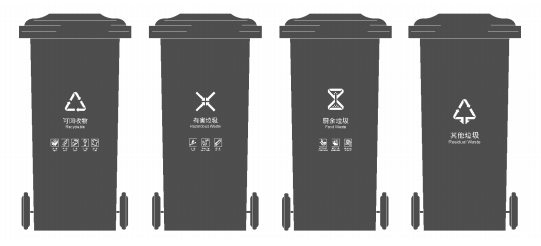 可回收物
Recyclable
有害垃圾
Hazardous Waste
厨余垃圾
Food Waste
其他垃圾
Residual Waste